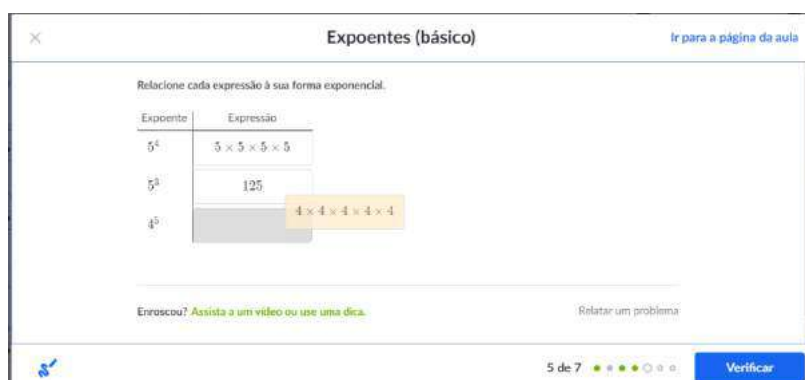 Expoentes (básico)
Ir para a página da aula
Relacione cada expressão à sua forma exponencial.
Expoente Expressão
5⁴ 5 × 5 × 5 × 5
5³ 125
4 × 4 × 4 × 4 × 4
4⁵
Enroscou? Assista a um vídeo ou use uma dica.
Relatar um problema
5 de 7
Verificar